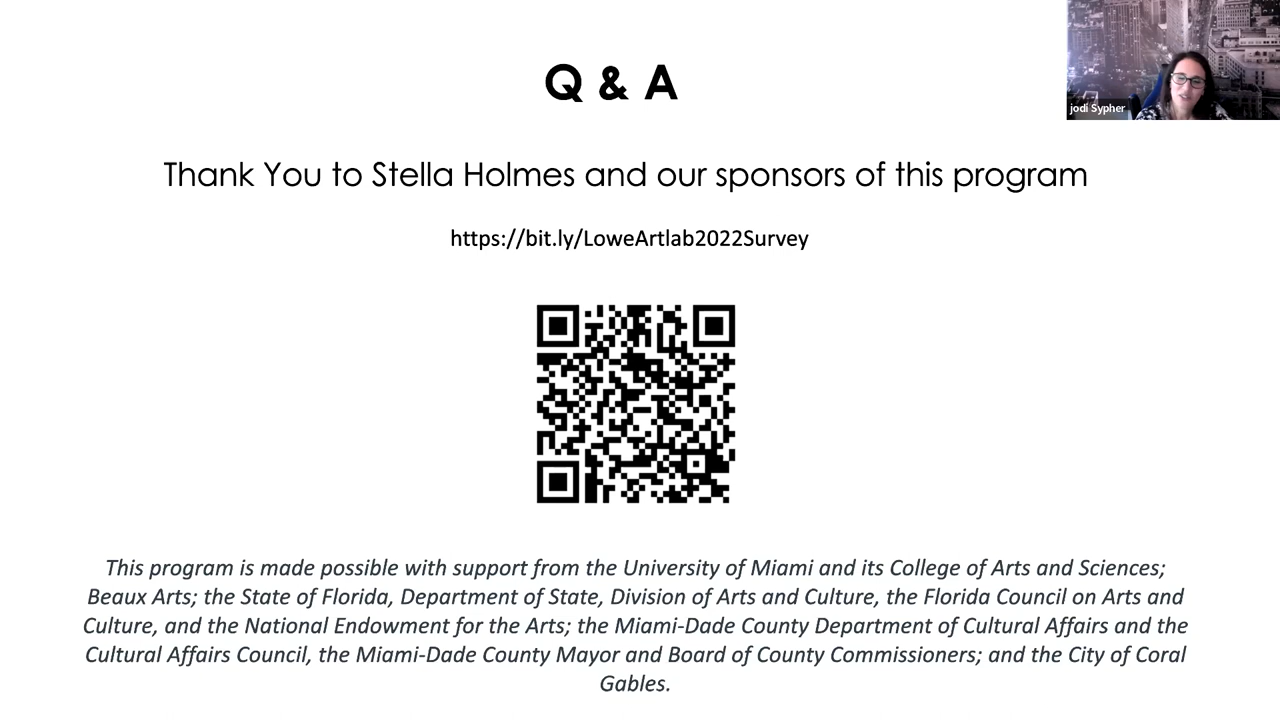 Q & A
jodi Sypher
Thank You to Stella Holmes and our sponsors of this program
https://bit.ly/LoweArtlab2022Survey
This program is made possible with support from the University of Miami and its College of Arts and Sciences;
Beaux Arts; the State of Florida, Department of State, Division of Arts and Culture, the Florida Council on Arts and
Culture, and the National Endowment for the Arts; the Miami-Dade County Department of Cultural Affairs and the
Cultural Affairs Council, the Miami-Dade County Mayor and Board of County Commissioners; and the City of Coral
Gables.